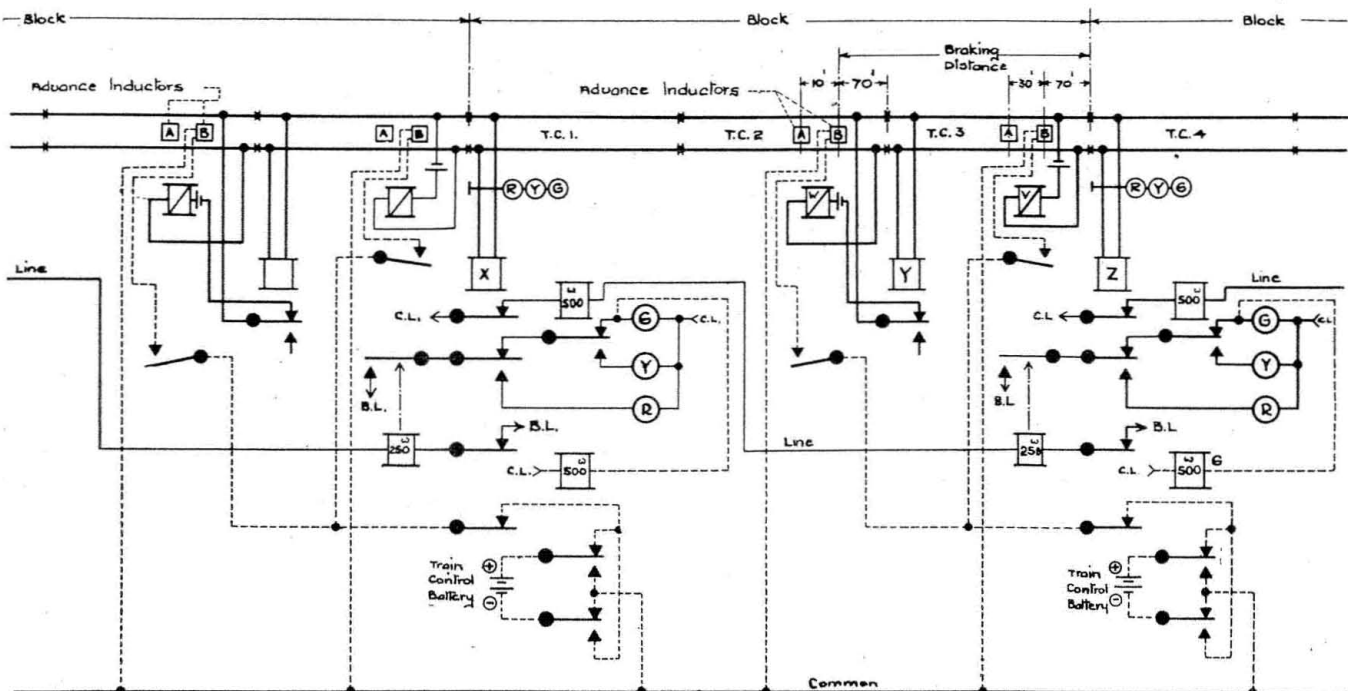 Block
Block
Block
Braking
Distance
Advance Inductors
Advance Inductors
10'
70'
30'
70'
A
B
A
B
T.C.1.
T.C.2
A
B
T.C.3
A
B
T.C.4
R Y G
W
V
R Y G
Line
X
Y
Z
Line
ω
500
ω
500
C.L.
G
C.L.
C.L
G
C.L
Y
Y
B.L.
R
B.L
R
ω
250
B.L.
Line
ω
250
B.L
C.L.
ω
500
C.L.
ω
500
G
Train
Control
Battery
+
-
Train
Control
Battery
+
-
Common